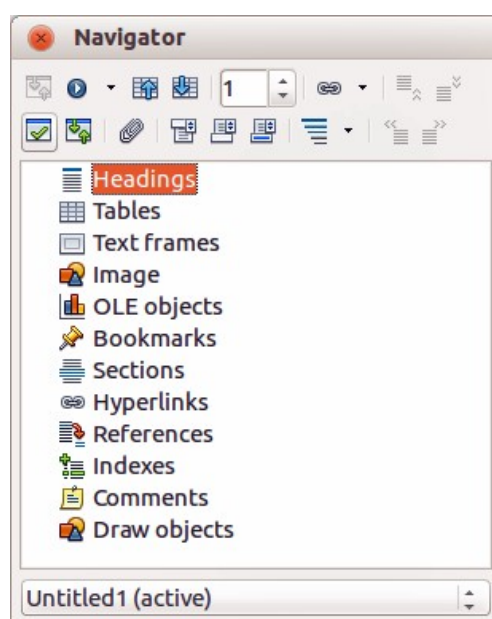 Navigator
1
Headings
Tables
Text frames
Image
OLE objects
Bookmarks
Sections
Hyperlinks
References
Indexes
Comments
Draw objects
Untitled1 (active)